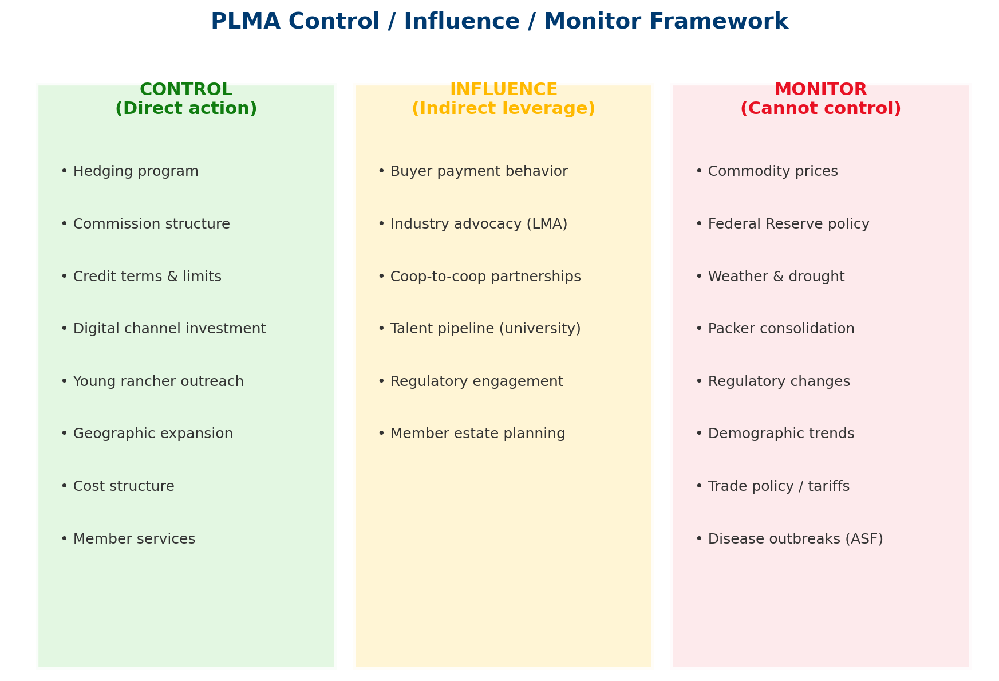 PLMA Control / Influence / Monitor Framework
CONTROL
(Direct action)
• Hedging program
• Commission structure
• Credit terms & limits
• Digital channel investment
• Young rancher outreach
• Geographic expansion
• Cost structure
• Member services
INFLUENCE
(Indirect leverage)
• Buyer payment behavior
• Industry advocacy (LMA)
• Coop-to-coop partnerships
• Talent pipeline (university)
• Regulatory engagement
• Member estate planning
MONITOR
(Cannot control)
• Commodity prices
• Federal Reserve policy
• Weather & drought
• Packer consolidation
• Regulatory changes
• Demographic trends
• Trade policy / tariffs
• Disease outbreaks (ASF)